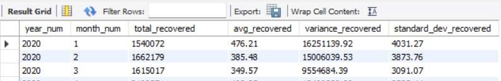 Result Grid Filter Rows: Export: Wrap Cell Content:
year_num month_num total_recovered avg_recovered variance_recovered standard_dev_recovered
2020 1 1540072 476.21 16251139.92 4031.27
2020 2 1662179 385.48 15006039.53 3873.76
2020 3 1615017 349.57 9554684.39 3091.07